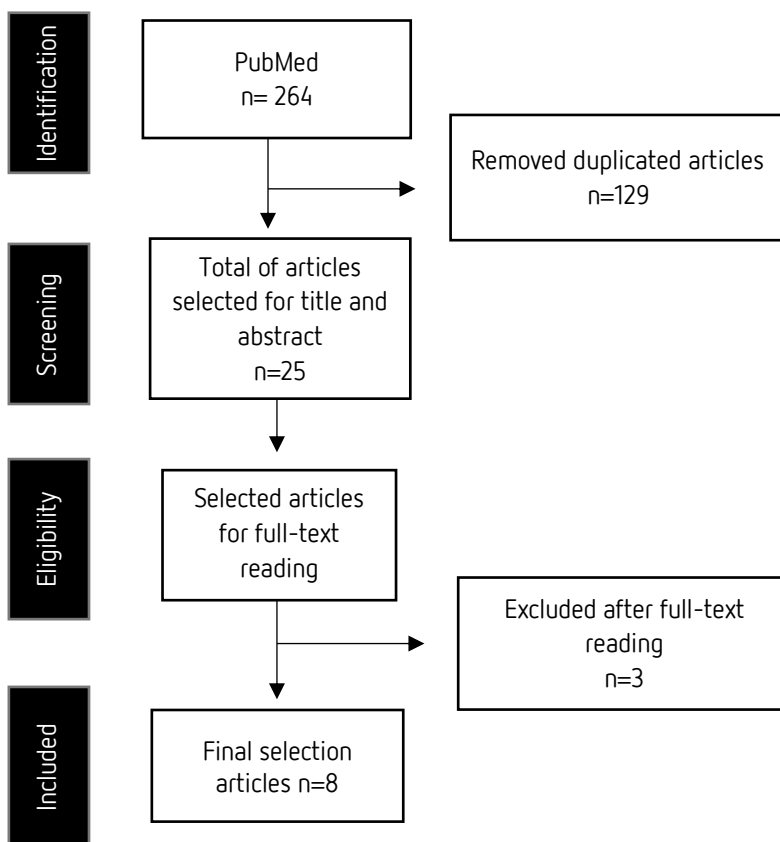 Identification
PubMed
n= 264
Removed duplicated articles
n=129
Screening
Total of articles
selected for title and
abstract
n=25
Eligibility
Selected articles
for full-text
reading
Excluded after full-text
reading
n=3
Included
Final selection
articles n=8